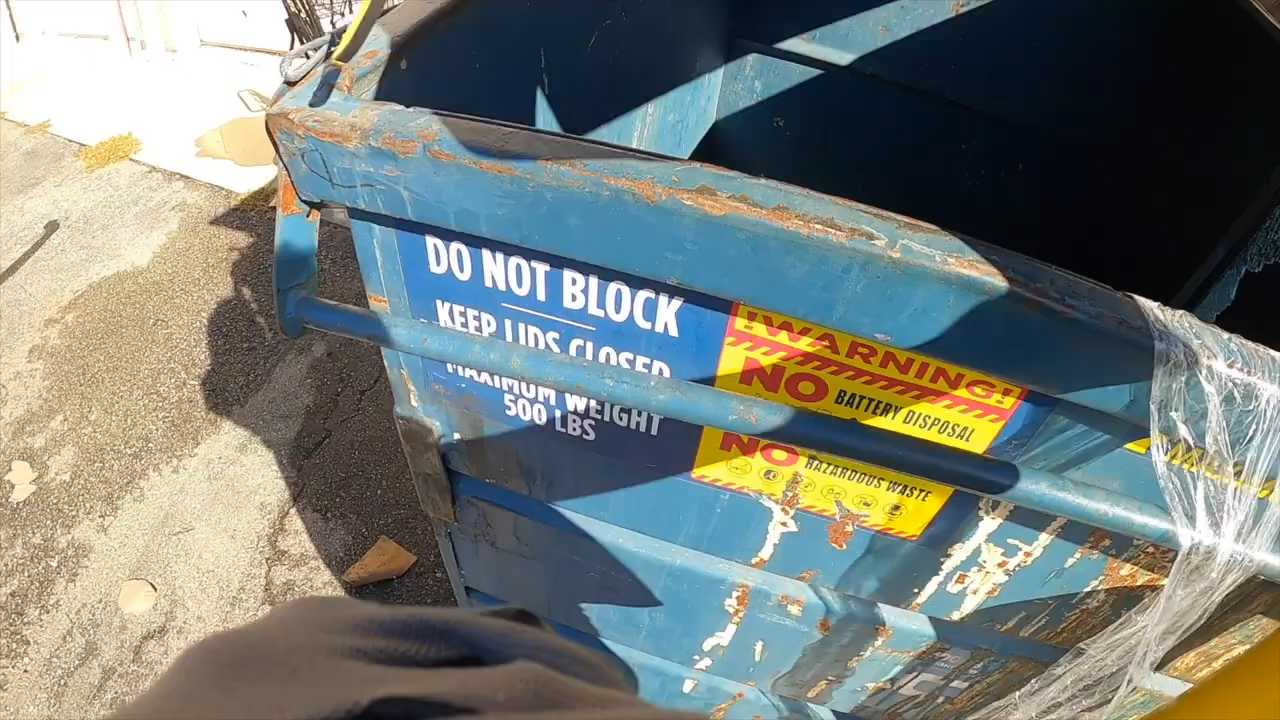 DO NOT BLOCK
KEEP LIDS CLOSED
MAXIMUM WEIGHT
500 LBS
!WARNING!
NO BATTERY DISPOSAL
NO HAZARDOUS WASTE